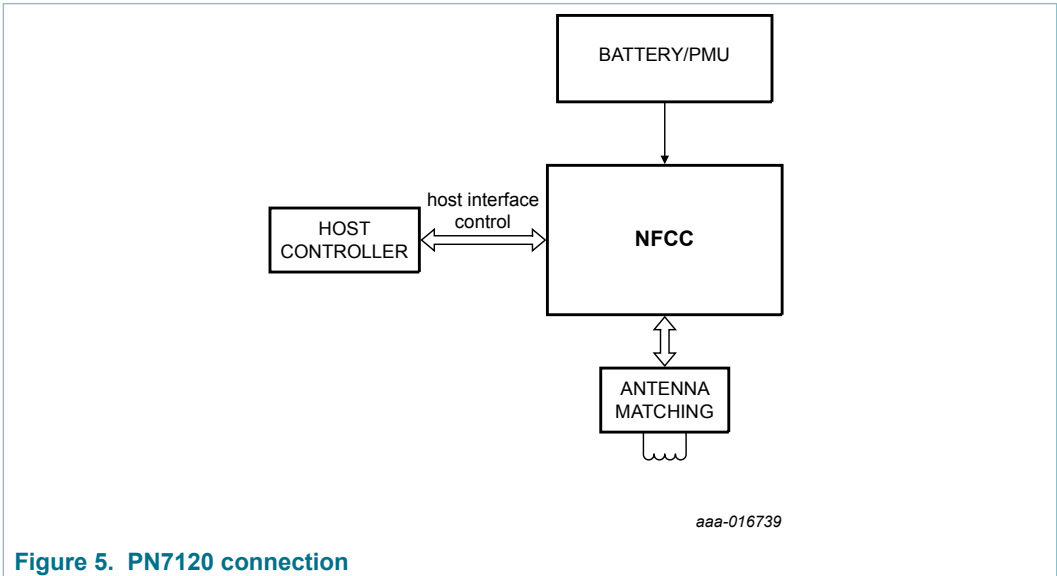 BATTERY/PMU
host interface
control
HOST
CONTROLLER
NFCC
ANTENNA
MATCHING
aaa-016739
Figure 5. PN7120 connection